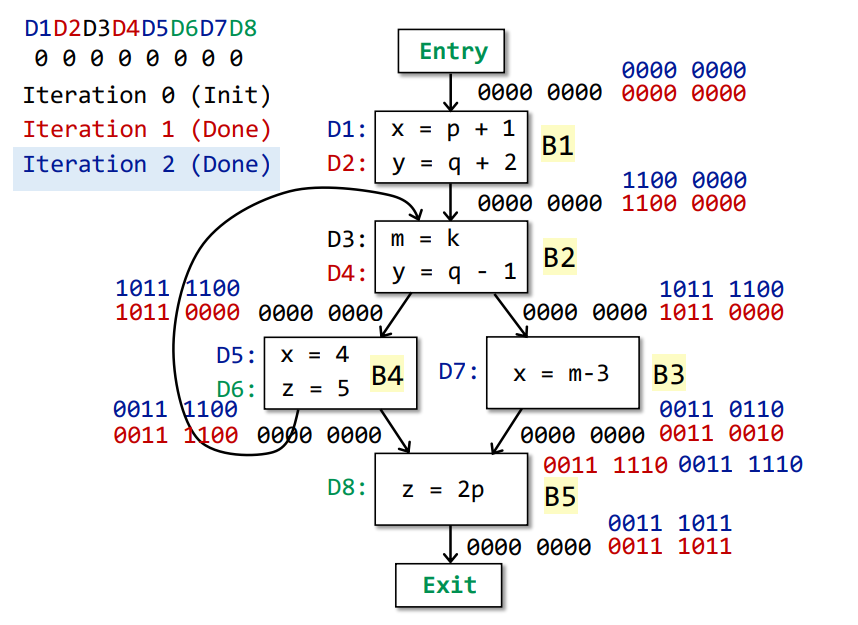 D1D2D3D4D5D6D7D8
0 0 0 0 0 0 0 0
Iteration 0 (Init)
Iteration 1 (Done)
Iteration 2 (Done)
Entry
0000 0000
0000 0000 0000 0000
D1: x = p + 1
D2: y = q + 2
B1
1100 0000
0000 0000 1100 0000
D3: m = k
D4: y = q - 1
B2
1011 1100
1011 0000 0000 0000
1011 1100
0000 0000 1011 0000
D5: x = 4
D6: z = 5
B4
D7: x = m-3
B3
0011 1100
0011 1100 0000 0000
0011 0110
0000 0000 0011 0010
0011 1110 0011 1110
D8: z = 2p
B5
0011 1011
0000 0000 0011 1011
Exit